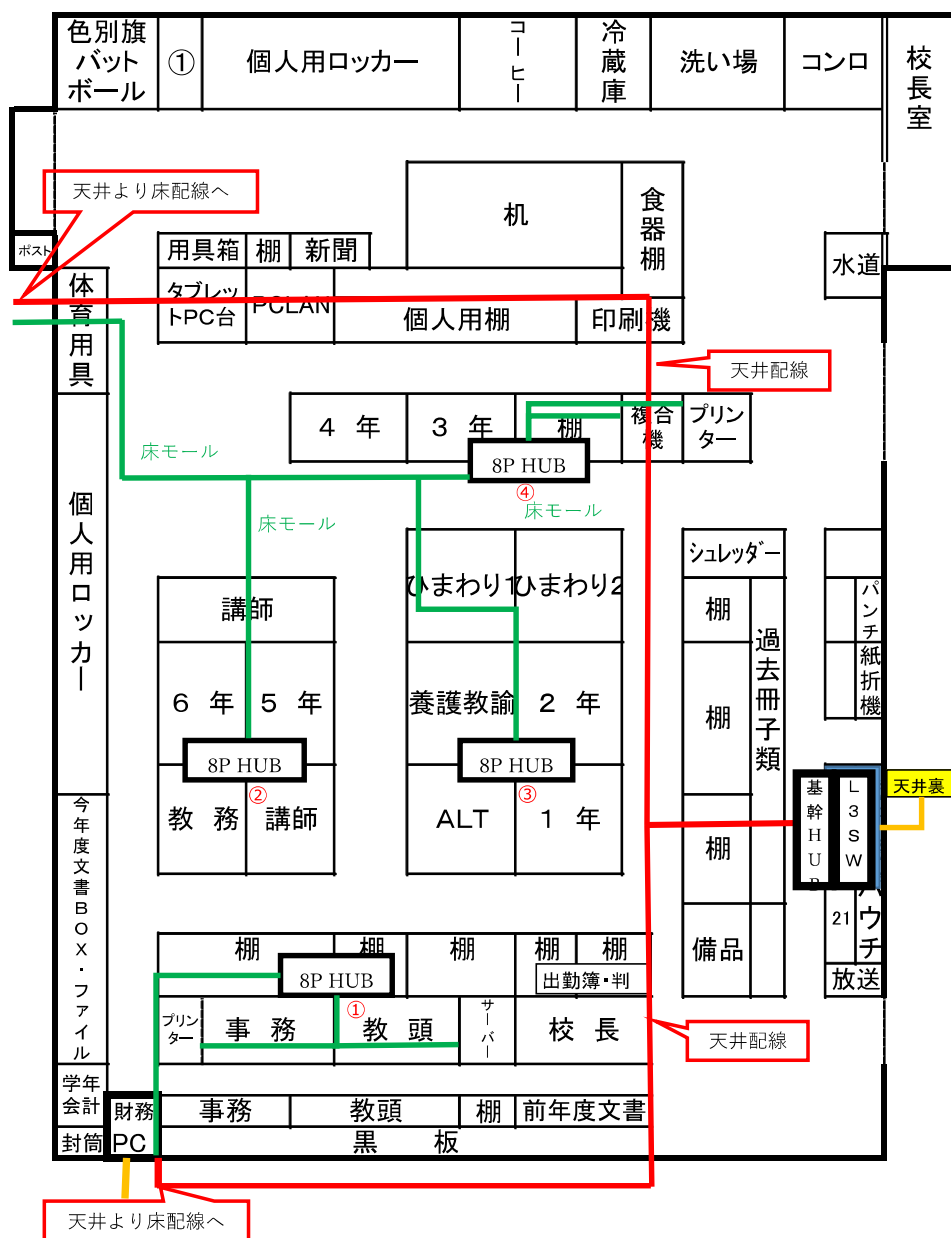 色別旗
バット
ボール
①
個人用ロッカー
コーヒー
冷蔵庫
洗い場
コンロ
校長室
天井より床配線へ
机
食器棚
ポスト
用具箱
棚
新聞
水道
体育用具
タブレッ
トPC台
PCLAN
個人用棚
印刷機
天井配線
4 年
3 年
棚
複合
機
プリン
ター
床モール
8P HUB
④
床モール
床モール
個人用ロッカー
ひまわり1
ひまわり2
シュレッダー
講師
棚
過去冊子類
パンチ
紙折機
6 年
5 年
養護教諭
2 年
棚
8P HUB
②
8P HUB
③
基幹HUB
L3SW
天井裏
教 務
講師
ALT
1 年
棚
今年度文書BOX・ファイル
21
パウチ
棚
棚
棚
棚
棚
備品
8P HUB
①
出勤簿・判
放送
プリン
ター
事 務
教 頭
サーバー
校 長
天井配線
学年
会計
財務
PC
事務
教頭
棚
前年度文書
封筒
黒 板
天井より床配線へ